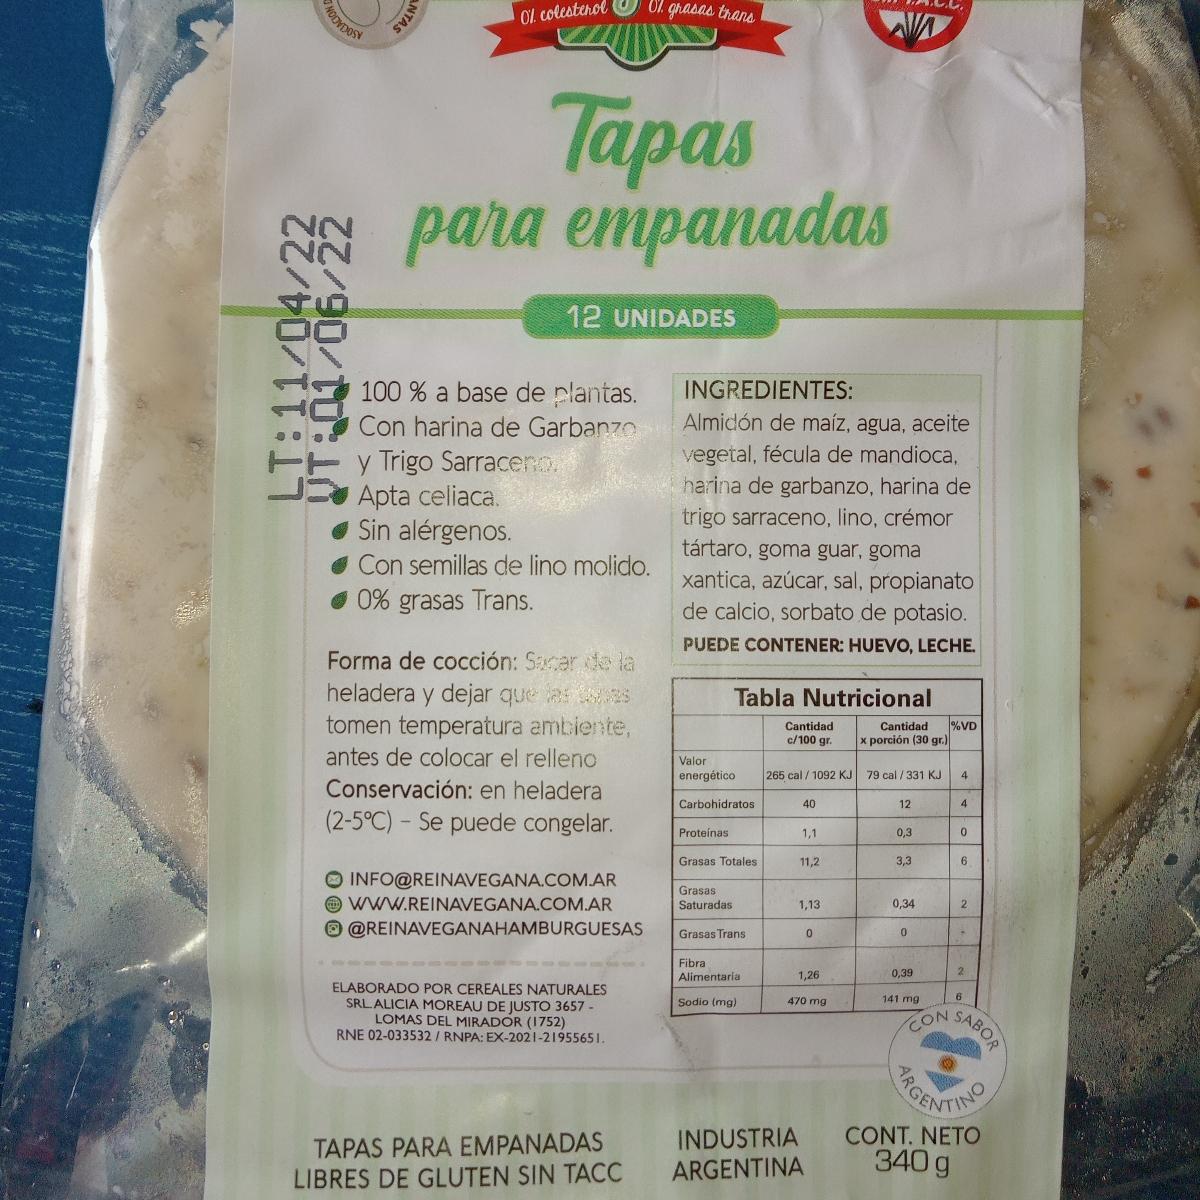 0% colesterol
0% grasas trans
Tapas
para empanadas
12 UNIDADES
LT:11/04/22
VT:01/06/22
100 % a base de plantas.
Con harina de Garbanzo
y Trigo Sarraceno.
Apta celiaca.
Sin alérgenos.
Con semillas de lino molido.
0% grasas Trans.
Forma de cocción: Sacar de la
heladera y dejar que las tapas
tomen temperatura ambiente,
antes de colocar el relleno
Conservación: en heladera
(2-5ºC) – Se puede congelar.
INFO@REINAVEGANA.COM.AR
WWW.REINAVEGANA.COM.AR
@REINAVEGANAHAMBURGUESAS
ELABORADO POR CEREALES NATURALES
SRL.ALICIA MOREAU DE JUSTO 3657 -
LOMAS DEL MIRADOR (1752)
RNE 02-033532 / RNPA: EX-2021-21955651.
INGREDIENTES:
Almidón de maíz, agua, aceite
vegetal, fécula de mandioca,
harina de garbanzo, harina de
trigo sarraceno, lino, crémor
tártaro, goma guar, goma
xantica, azúcar, sal, propianato
de calcio, sorbato de potasio.
PUEDE CONTENER: HUEVO, LECHE.
Tabla Nutricional
Cantidad c/100 gr. Cantidad x porción (30 gr.) %VD
Valor energético 265 cal / 1092 KJ 79 cal / 331 KJ 4
Carbohidratos 40 12 4
Proteínas 1,1 0,3 0
Grasas Totales 11,2 3,3 6
Grasas Saturadas 1,13 0,34 2
Grasas Trans 0 0 -
Fibra Alimentaria 1,26 0,39 2
Sodio (mg) 470 mg 141 mg 6
CON SABOR
ARGENTINO
TAPAS PARA EMPANADAS
LIBRES DE GLUTEN SIN TACC
INDUSTRIA
ARGENTINA
CONT. NETO
340 g